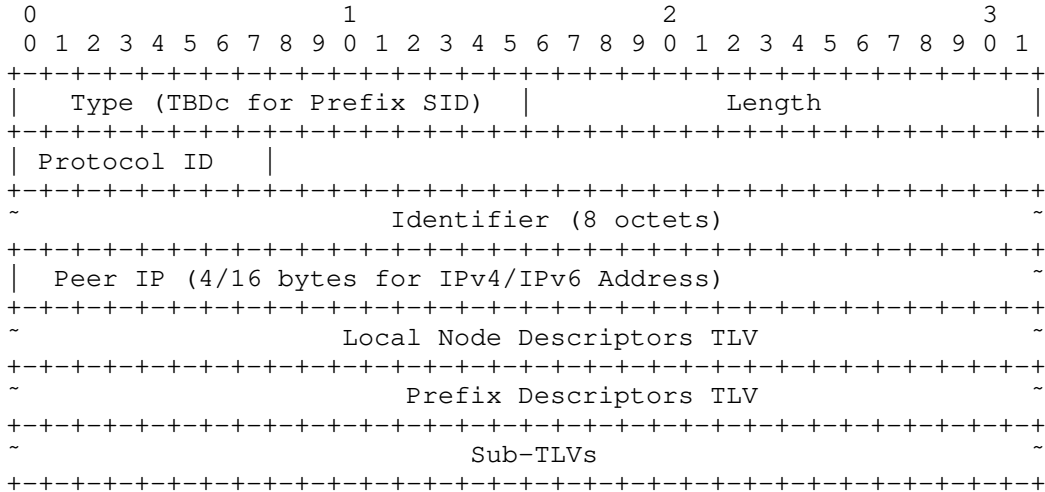 0                   1                   2                   3
 0 1 2 3 4 5 6 7 8 9 0 1 2 3 4 5 6 7 8 9 0 1 2 3 4 5 6 7 8 9 0 1
+-+-+-+-+-+-+-+-+-+-+-+-+-+-+-+-+-+-+-+-+-+-+-+-+-+-+-+-+-+-+-+-+
|   Type (TBDc for Prefix SID)  |            Length             |
+-+-+-+-+-+-+-+-+-+-+-+-+-+-+-+-+-+-+-+-+-+-+-+-+-+-+-+-+-+-+-+-+
| Protocol ID   |
+-+-+-+-+-+-+-+-+-+-+-+-+-+-+-+-+-+-+-+-+-+-+-+-+-+-+-+-+-+-+-+-+
~                       Identifier (8 octets)                   ~
+-+-+-+-+-+-+-+-+-+-+-+-+-+-+-+-+-+-+-+-+-+-+-+-+-+-+-+-+-+-+-+-+
|  Peer IP (4/16 bytes for IPv4/IPv6 Address)                   ~
+-+-+-+-+-+-+-+-+-+-+-+-+-+-+-+-+-+-+-+-+-+-+-+-+-+-+-+-+-+-+-+-+
~                    Local Node Descriptors TLV                 ~
+-+-+-+-+-+-+-+-+-+-+-+-+-+-+-+-+-+-+-+-+-+-+-+-+-+-+-+-+-+-+-+-+
~                        Prefix Descriptors TLV                 ~
+-+-+-+-+-+-+-+-+-+-+-+-+-+-+-+-+-+-+-+-+-+-+-+-+-+-+-+-+-+-+-+-+
~                            Sub-TLVs                           ~
+-+-+-+-+-+-+-+-+-+-+-+-+-+-+-+-+-+-+-+-+-+-+-+-+-+-+-+-+-+-+-+-+